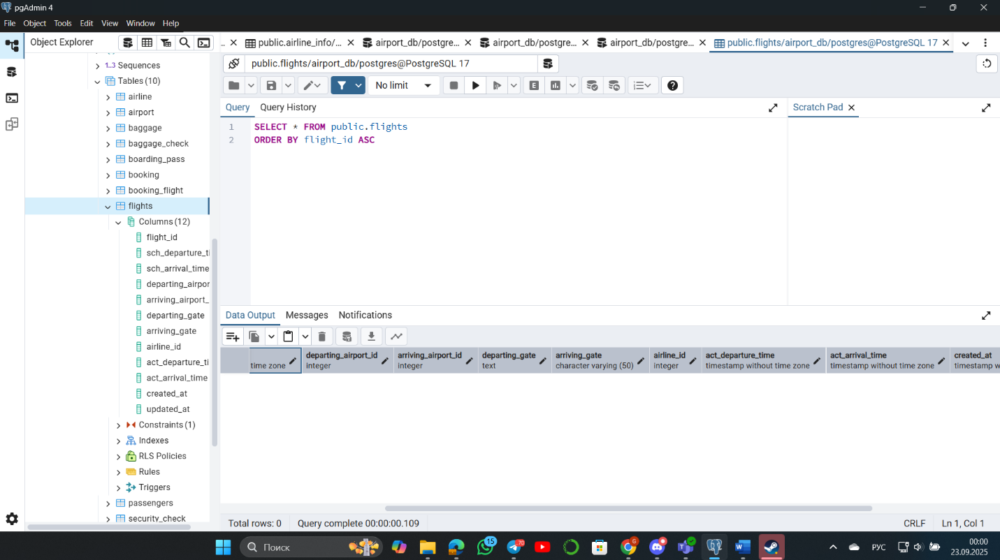 pgAdmin 4
File Object Tools Edit View Window Help
Object Explorer
.. public.airline_info/... airport_db/postgre... airport_db/postgre... airport_db/postgre... public.flights/airport_db/postgres@PostgreSQL 17
public.flights/airport_db/postgres@PostgreSQL 17
No limit
Query Query History
Scratch Pad
1 SELECT * FROM public.flights
2 ORDER BY flight_id ASC
1..3 Sequences
Tables (10)
airline
airport
baggage
baggage_check
boarding_pass
booking
booking_flight
flights
Columns (12)
flight_id
sch_departure_ti
sch_arrival_time
departing_airpor
arriving_airport_
departing_gate
arriving_gate
airline_id
act_departure_ti
act_arrival_time
created_at
updated_at
Constraints (1)
Indexes
RLS Policies
Rules
Triggers
passengers
security_check
Data Output Messages Notifications
departing_airport_id arriving_airport_id departing_gate arriving_gate airline_id act_departure_time act_arrival_time created_at
time zone integer integer text character varying (50) integer timestamp without time zone timestamp without time zone timestamp w
Total rows: 0 Query complete 00:00:00.109
CRLF Ln 1, Col 1
Поиск
15
70
G
РУС
00:00
23.09.2025